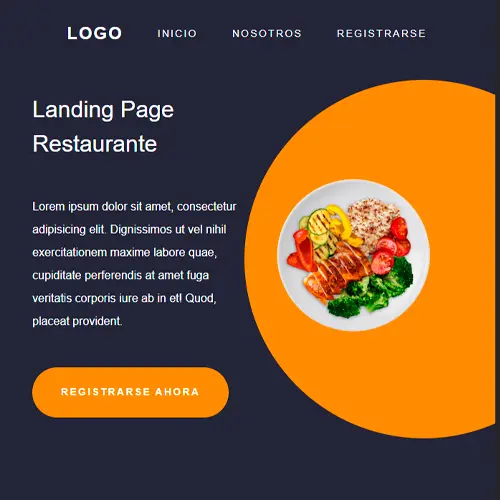 LOGO INICIO NOSOTROS REGISTRARSE
Landing Page
Restaurante
Lorem ipsum dolor sit amet, consectetur
adipisicing elit. Dignissimos ut vel nihil
exercitationem maxime labore quae,
cupiditate perferendis at amet fuga
veritatis corporis iure ab in et! Quod,
placeat provident.
REGISTRARSE AHORA